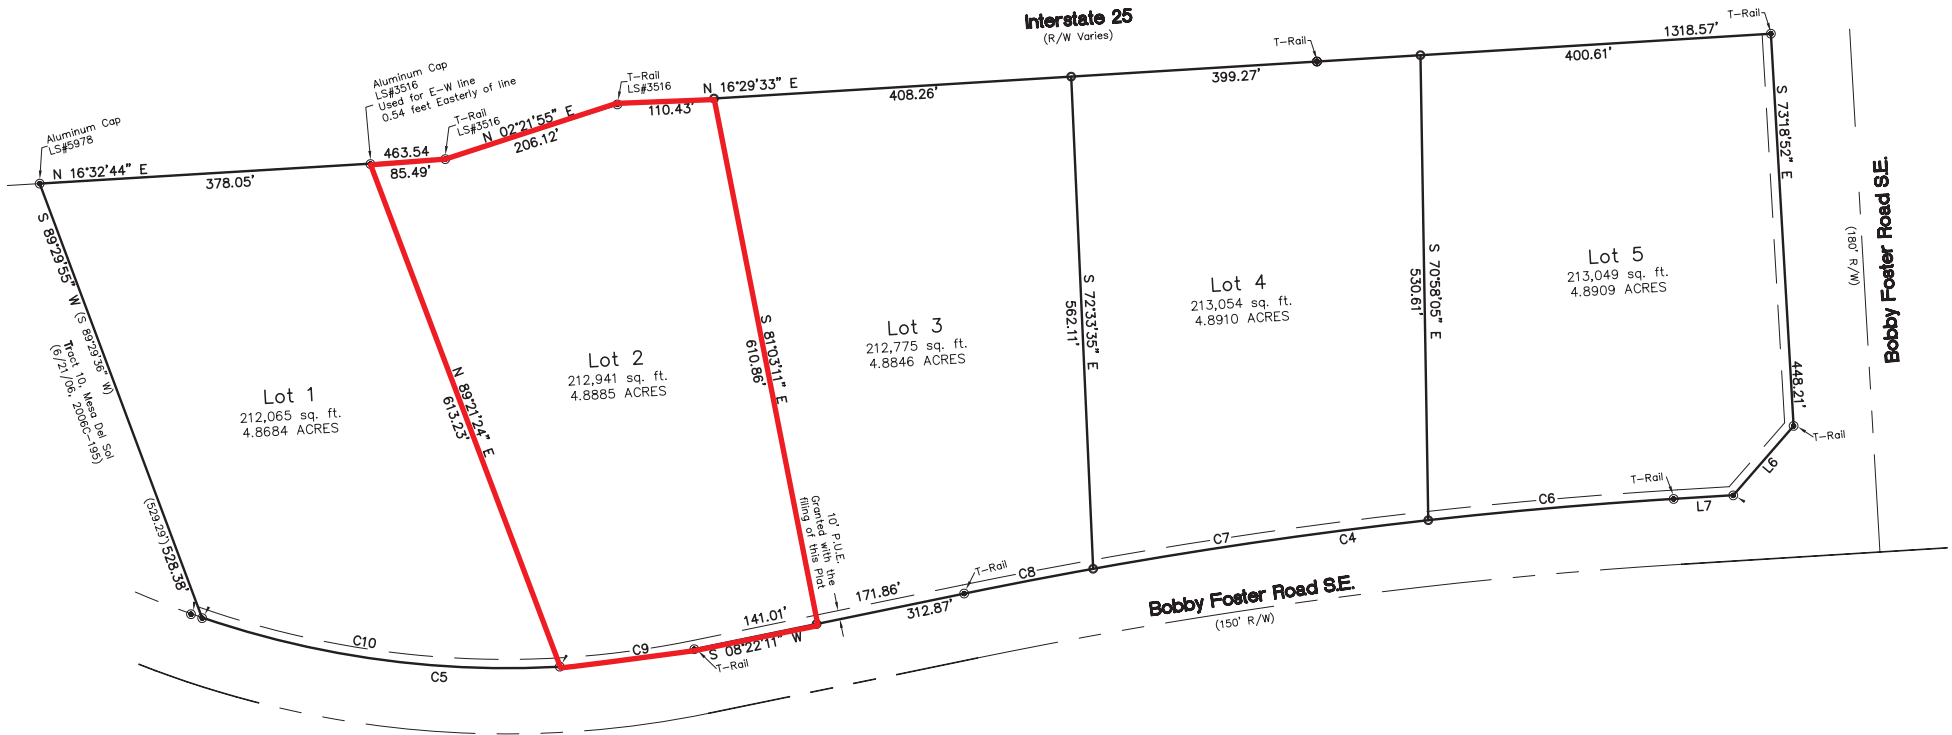 Interstate 25
(R/W Varies)
1318.57'
T-Rail
T-Rail
400.61'
399.27'
N 16°29'33" E
408.26'
T-Rail
LS#3516
110.43'
Aluminum Cap
LS#3516
Used for E-W line
0.54 feet Easterly of line
T-Rail
LS#3516
N 02°21'55" E
206.12'
463.54
85.49'
Aluminum Cap
LS#5978
N 16°32'44" E
378.05'
S 89°29'55" W (S 89°29'36" W)
Tract 10, Mesa Del Sol
(6/21/06, 2006C-195)
(529.29') 528.38'
Lot 1
212,065 sq. ft.
4.8684 ACRES
N 89°21'24" E
613.23'
Lot 2
212,941 sq. ft.
4.8885 ACRES
S 81°03'11" E
610.86'
Lot 3
212,775 sq. ft.
4.8846 ACRES
S 72°33'35" E
562.11'
Lot 4
213,054 sq. ft.
4.8910 ACRES
S 70°58'05" E
530.61'
Lot 5
213,049 sq. ft.
4.8909 ACRES
S 73°18'52" E
448.21'
Bobby Foster Road S.E.
(180' R/W)
T-Rail
L6
L7
T-Rail
C6
C4
C7
C8
T-Rail
171.86'
312.87'
10' P.U.E.
Granted with the
filing of this Plat
141.01'
S 08°22'11" W
T-Rail
C9
C10
C5
Bobby Foster Road S.E.
(150' R/W)